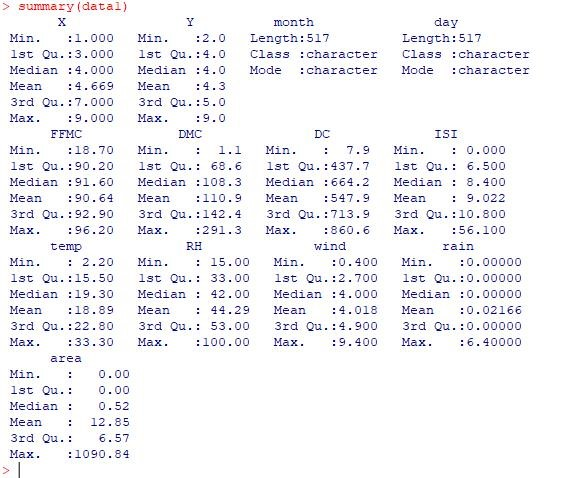 > summary(data1)
       X               Y          month               day
 Min.   :1.000   Min.   :2.0   Length:517         Length:517
 1st Qu.:3.000   1st Qu.:4.0   Class :character   Class :character
 Median :4.000   Median :4.0   Mode  :character   Mode  :character
 Mean   :4.669   Mean   :4.3
 3rd Qu.:7.000   3rd Qu.:5.0
 Max.   :9.000   Max.   :9.0
      FFMC            DMC              DC             ISI
 Min.   :18.70   Min.   :  1.1   Min.   :  7.9   Min.   : 0.000
 1st Qu.:90.20   1st Qu.: 68.6   1st Qu.:437.7   1st Qu.: 6.500
 Median :91.60   Median :108.3   Median :664.2   Median : 8.400
 Mean   :90.64   Mean   :110.9   Mean   :547.9   Mean   : 9.022
 3rd Qu.:92.90   3rd Qu.:142.4   3rd Qu.:713.9   3rd Qu.:10.800
 Max.   :96.20   Max.   :291.3   Max.   :860.6   Max.   :56.100
      temp             RH              wind            rain
 Min.   : 2.20   Min.   : 15.00   Min.   :0.400   Min.   :0.00000
 1st Qu.:15.50   1st Qu.: 33.00   1st Qu.:2.700   1st Qu.:0.00000
 Median :19.30   Median : 42.00   Median :4.000   Median :0.00000
 Mean   :18.89   Mean   : 44.29   Mean   :4.018   Mean   :0.02166
 3rd Qu.:22.80   3rd Qu.: 53.00   3rd Qu.:4.900   3rd Qu.:0.00000
 Max.   :33.30   Max.   :100.00   Max.   :9.400   Max.   :6.40000
      area
 Min.   :   0.00
 1st Qu.:   0.00
 Median :   0.52
 Mean   :  12.85
 3rd Qu.:   6.57
 Max.   :1090.84
>